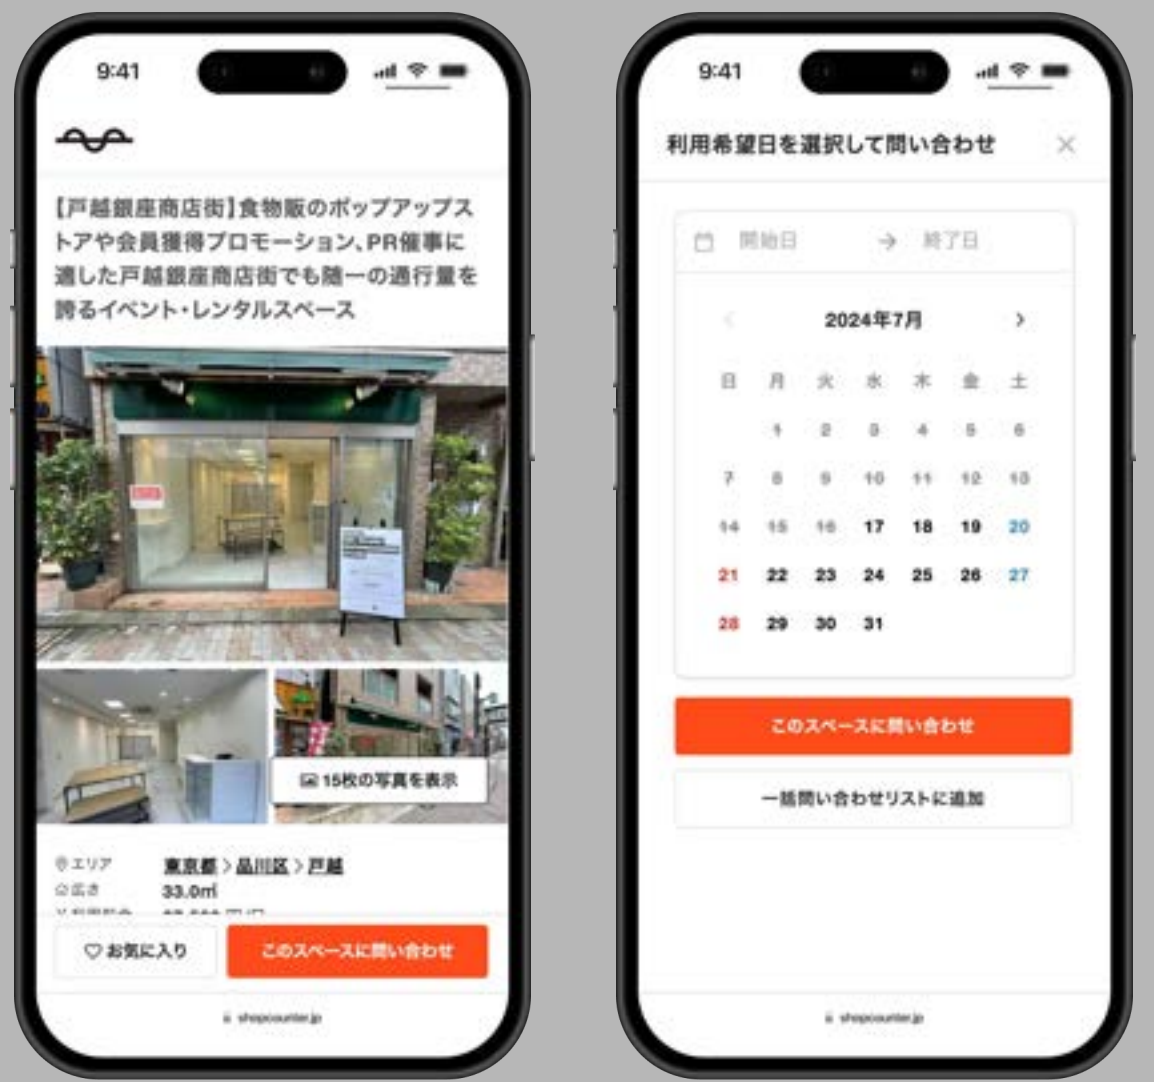 9:41
【戸越銀座商店街】食物販のポップアップス
トアや会員獲得プロモーション、PR催事に
適した戸越銀座商店街でも随一の通行量を
誇るイベント・レンタルスペース
15枚の写真を表示
エリア 東京都 > 品川区 > 戸越
広さ 33.0㎡
お気に入り このスペースに問い合わせ
shopcounter.jp
9:41
利用希望日を選択して問い合わせ ×
開始日 → 終了日
< 2024年7月 >
日 月 火 水 木 金 土
1 2 3 4 5 6
7 8 9 10 11 12 13
14 15 16 17 18 19 20
21 22 23 24 25 26 27
28 29 30 31
このスペースに問い合わせ
一括問い合わせリストに追加
shopcounter.jp